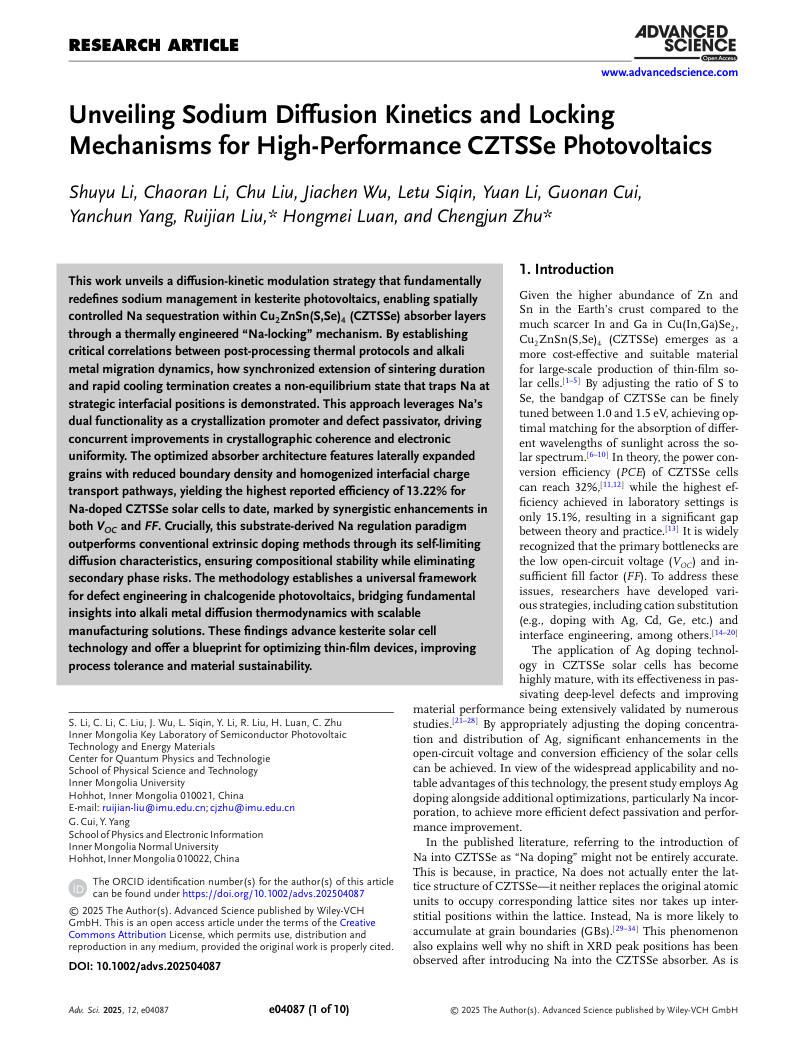 RESEARCH ARTICLE
ADVANCED
SCIENCE
Open Access
www.advancedscience.com
Unveiling Sodium Diffusion Kinetics and Locking
Mechanisms for High-Performance CZTSSe Photovoltaics
Shuyu Li, Chaoran Li, Chu Liu, Jiachen Wu, Letu Siqin, Yuan Li, Guonan Cui,
Yanchun Yang, Ruijian Liu,* Hongmei Luan, and Chengjun Zhu*
This work unveils a diffusion-kinetic modulation strategy that fundamentally
redefines sodium management in kesterite photovoltaics, enabling spatially
controlled Na sequestration within Cu2ZnSn(S,Se)4 (CZTSSe) absorber layers
through a thermally engineered “Na-locking” mechanism. By establishing
critical correlations between post-processing thermal protocols and alkali
metal migration dynamics, how synchronized extension of sintering duration
and rapid cooling termination creates a non-equilibrium state that traps Na at
strategic interfacial positions is demonstrated. This approach leverages Na’s
dual functionality as a crystallization promoter and defect passivator, driving
concurrent improvements in crystallographic coherence and electronic
uniformity. The optimized absorber architecture features laterally expanded
grains with reduced boundary density and homogenized interfacial charge
transport pathways, yielding the highest reported efficiency of 13.22% for
Na-doped CZTSSe solar cells to date, marked by synergistic enhancements in
both VOC and FF. Crucially, this substrate-derived Na regulation paradigm
outperforms conventional extrinsic doping methods through its self-limiting
diffusion characteristics, ensuring compositional stability while eliminating
secondary phase risks. The methodology establishes a universal framework
for defect engineering in chalcogenide photovoltaics, bridging fundamental
insights into alkali metal diffusion thermodynamics with scalable
manufacturing solutions. These findings advance kesterite solar cell
technology and offer a blueprint for optimizing thin-film devices, improving
process tolerance and material sustainability.
S. Li, C. Li, C. Liu, J. Wu, L. Siqin, Y. Li, R. Liu, H. Luan, C. Zhu
Inner Mongolia Key Laboratory of Semiconductor Photovoltaic
Technology and Energy Materials
Center for Quantum Physics and Technologie
School of Physical Science and Technology
Inner Mongolia University
Hohhot, Inner Mongolia 010021, China
E-mail: ruijian-liu@imu.edu.cn; cjzhu@imu.edu.cn
G. Cui, Y. Yang
School of Physics and Electronic Information
Inner Mongolia Normal University
Hohhot, Inner Mongolia 010022, China
iD
The ORCID identification number(s) for the author(s) of this article
can be found under https://doi.org/10.1002/advs.202504087
© 2025 The Author(s). Advanced Science published by Wiley-VCH
GmbH. This is an open access article under the terms of the Creative
Commons Attribution License, which permits use, distribution and
reproduction in any medium, provided the original work is properly cited.
DOI: 10.1002/advs.202504087
1. Introduction
Given the higher abundance of Zn and
Sn in the Earth’s crust compared to the
much scarcer In and Ga in Cu(In,Ga)Se2,
Cu2ZnSn(S,Se)4 (CZTSSe) emerges as a
more cost-effective and suitable material
for large-scale production of thin-film so-
lar cells.[1–5] By adjusting the ratio of S to
Se, the bandgap of CZTSSe can be finely
tuned between 1.0 and 1.5 eV, achieving op-
timal matching for the absorption of differ-
ent wavelengths of sunlight across the so-
lar spectrum.[6–10] In theory, the power con-
version efficiency (PCE) of CZTSSe cells
can reach 32%,[11,12] while the highest ef-
ficiency achieved in laboratory settings is
only 15.1%, resulting in a significant gap
between theory and practice.[13] It is widely
recognized that the primary bottlenecks are
the low open-circuit voltage (VOC) and in-
sufficient fill factor (FF). To address these
issues, researchers have developed vari-
ous strategies, including cation substitution
(e.g., doping with Ag, Cd, Ge, etc.) and
interface engineering, among others.[14–20]
The application of Ag doping technol-
ogy in CZTSSe solar cells has become
highly mature, with its effectiveness in pas-
sivating deep-level defects and improving
material performance being extensively validated by numerous
studies.[21–28] By appropriately adjusting the doping concentra-
tion and distribution of Ag, significant enhancements in the
open-circuit voltage and conversion efficiency of the solar cells
can be achieved. In view of the widespread applicability and no-
table advantages of this technology, the present study employs Ag
doping alongside additional optimizations, particularly Na incor-
poration, to achieve more efficient defect passivation and perfor-
mance improvement.
In the published literature, referring to the introduction of
Na into CZTSSe as “Na doping” might not be entirely accurate.
This is because, in practice, Na does not actually enter the lat-
tice structure of CZTSSe—it neither replaces the original atomic
units to occupy corresponding lattice sites nor takes up inter-
stitial positions within the lattice. Instead, Na is more likely to
accumulate at grain boundaries (GBs).[29–34] This phenomenon
also explains well why no shift in XRD peak positions has been
observed after introducing Na into the CZTSSe absorber. As is
Adv. Sci. 2025, 12, e04087
e04087 (1 of 10)
© 2025 The Author(s). Advanced Science published by Wiley-VCH GmbH